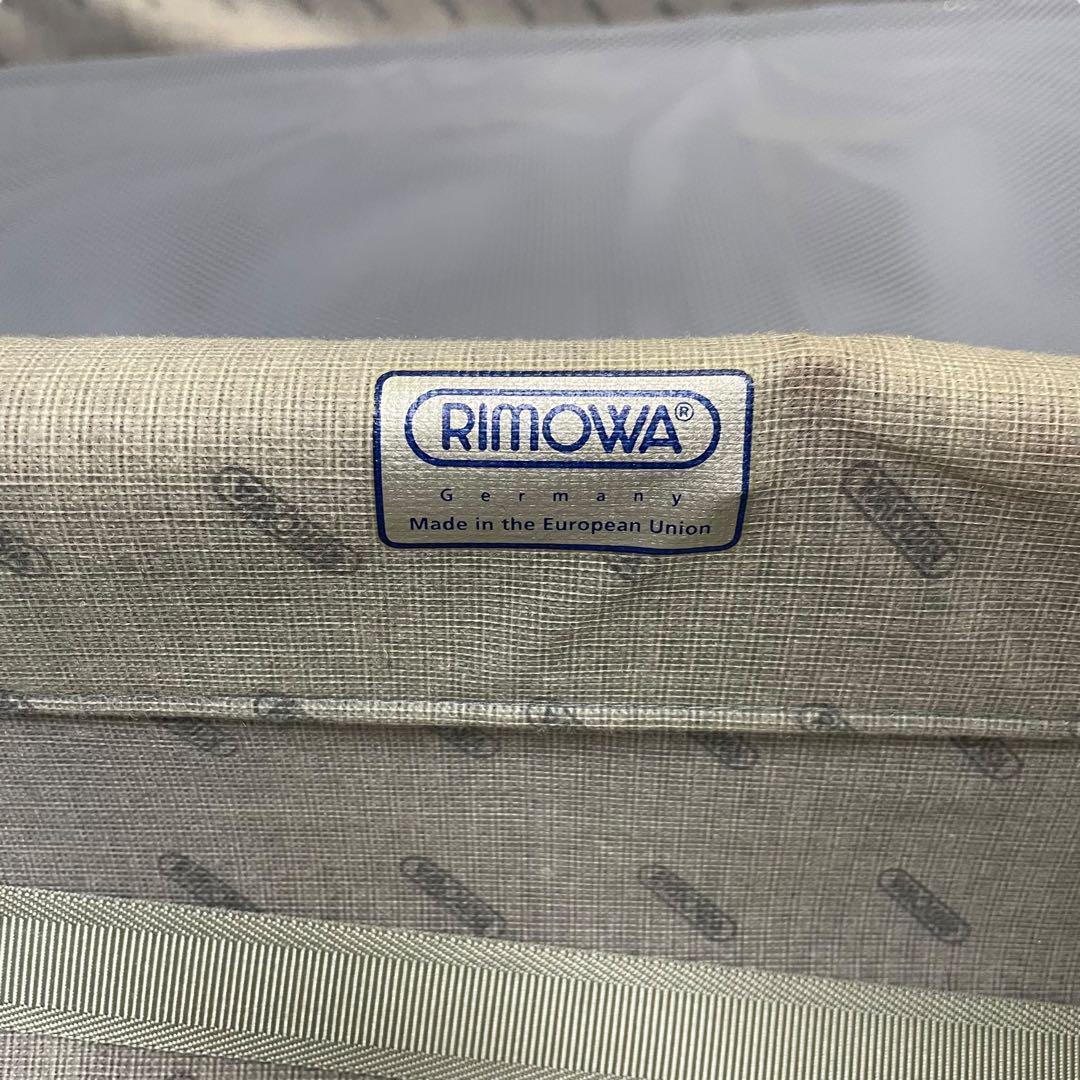 RIMOWA®
Germany
Made in the European Union